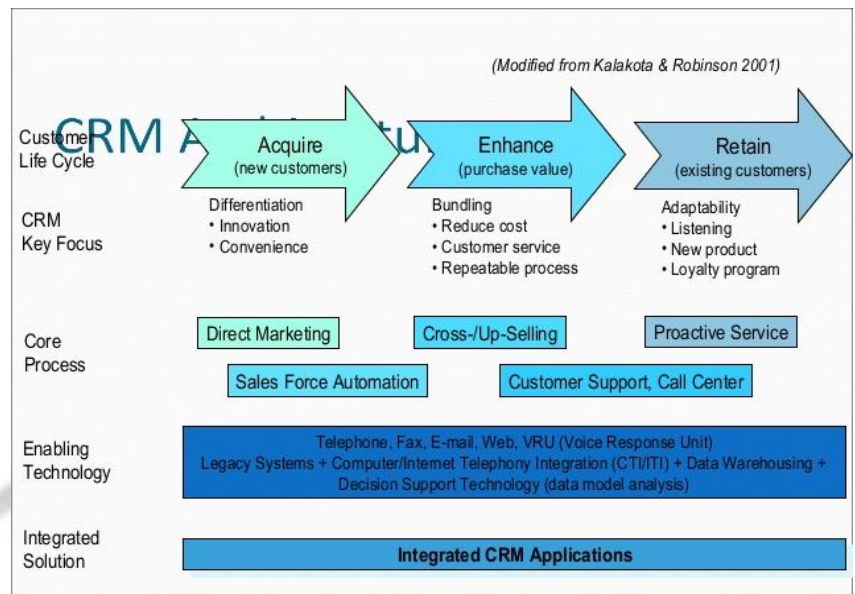 (Modified from Kalakota & Robinson 2001)
CRM A
Customer
Life Cycle
Acquire
(new customers)
Enhance
(purchase value)
Retain
(existing customers)
CRM
Key Focus
Differentiation
• Innovation
• Convenience
Bundling
• Reduce cost
• Customer service
• Repeatable process
Adaptability
• Listening
• New product
• Loyalty program
Core
Process
Direct Marketing
Cross-/Up-Selling
Proactive Service
Sales Force Automation
Customer Support, Call Center
Enabling
Technology
Telephone, Fax, E-mail, Web, VRU (Voice Response Unit)
Legacy Systems + Computer/Internet Telephony Integration (CTI/ITI) + Data Warehousing +
Decision Support Technology (data model analysis)
Integrated
Solution
Integrated CRM Applications